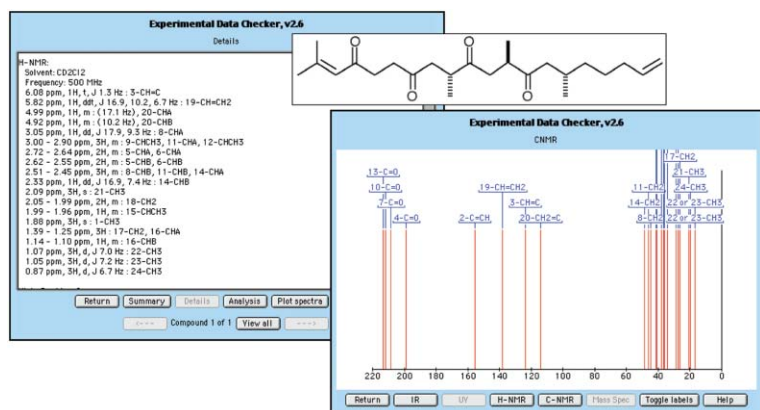 Experimental Data Checker, v2.6
Details
H-NMR:
Solvent: CD2Cl2
Frequency: 500 MHz
6.08 ppm, 1H, t, J 1.3 Hz : 3-CH=C
5.82 ppm, 1H, ddt, J 16.9, 10.2, 6.7 Hz : 19-CH=CH2
4.99 ppm, 1H, m : (17.1 Hz), 20-CHA
4.92 ppm, 1H, m : (10.2 Hz), 20-CHB
3.05 ppm, 1H, dd, J 17.9, 9.3 Hz : 8-CHA
3.00 - 2.90 ppm, 3H, m : 9-CHCH3, 11-CHA, 12-CHCH3
2.72 - 2.64 ppm, 2H, m : 5-CHA, 6-CHA
2.62 - 2.55 ppm, 2H, m : 5-CHB, 6-CHB
2.51 - 2.45 ppm, 3H, m : 8-CHB, 11-CHB, 14-CHA
2.33 ppm, 1H, dd, J 16.9, 7.4 Hz : 14-CHB
2.09 ppm, 3H, s : 21-CH3
2.05 - 1.99 ppm, 2H, m : 18-CH2
1.99 - 1.96 ppm, 1H, m : 15-CHCH3
1.88 ppm, 3H, s : 1-CH3
1.39 - 1.25 ppm, 3H : 17-CH2, 16-CHA
1.14 - 1.10 ppm, 1H, m : 16-CHB
1.07 ppm, 3H, d, J 7.0 Hz : 22-CH3
1.05 ppm, 3H, d, J 7.2 Hz : 23-CH3
0.87 ppm, 3H, d, J 6.7 Hz : 24-CH3
Return Summary Details Analysis Plot spectra
<--- Compound 1 of 1 View all --->
O O
O O
Experimental Data Checker, v2.6
CNMR
17-CH2,
13-C=O, 21-CH3,
10-C=O, 19-CH=CH2, 11-CH2, 24-CH3,
7-C=O, 3-CH=C, 14-CH2, 22 or 23-CH3,
4-C=O, 2-C=CH, 20-CH2=C, 8-CH2, 22 or 23-CH3,
220 200 180 160 140 120 100 80 60 40 20 0
Return IR UV H-NMR C-NMR Mass Spec Toggle labels Help